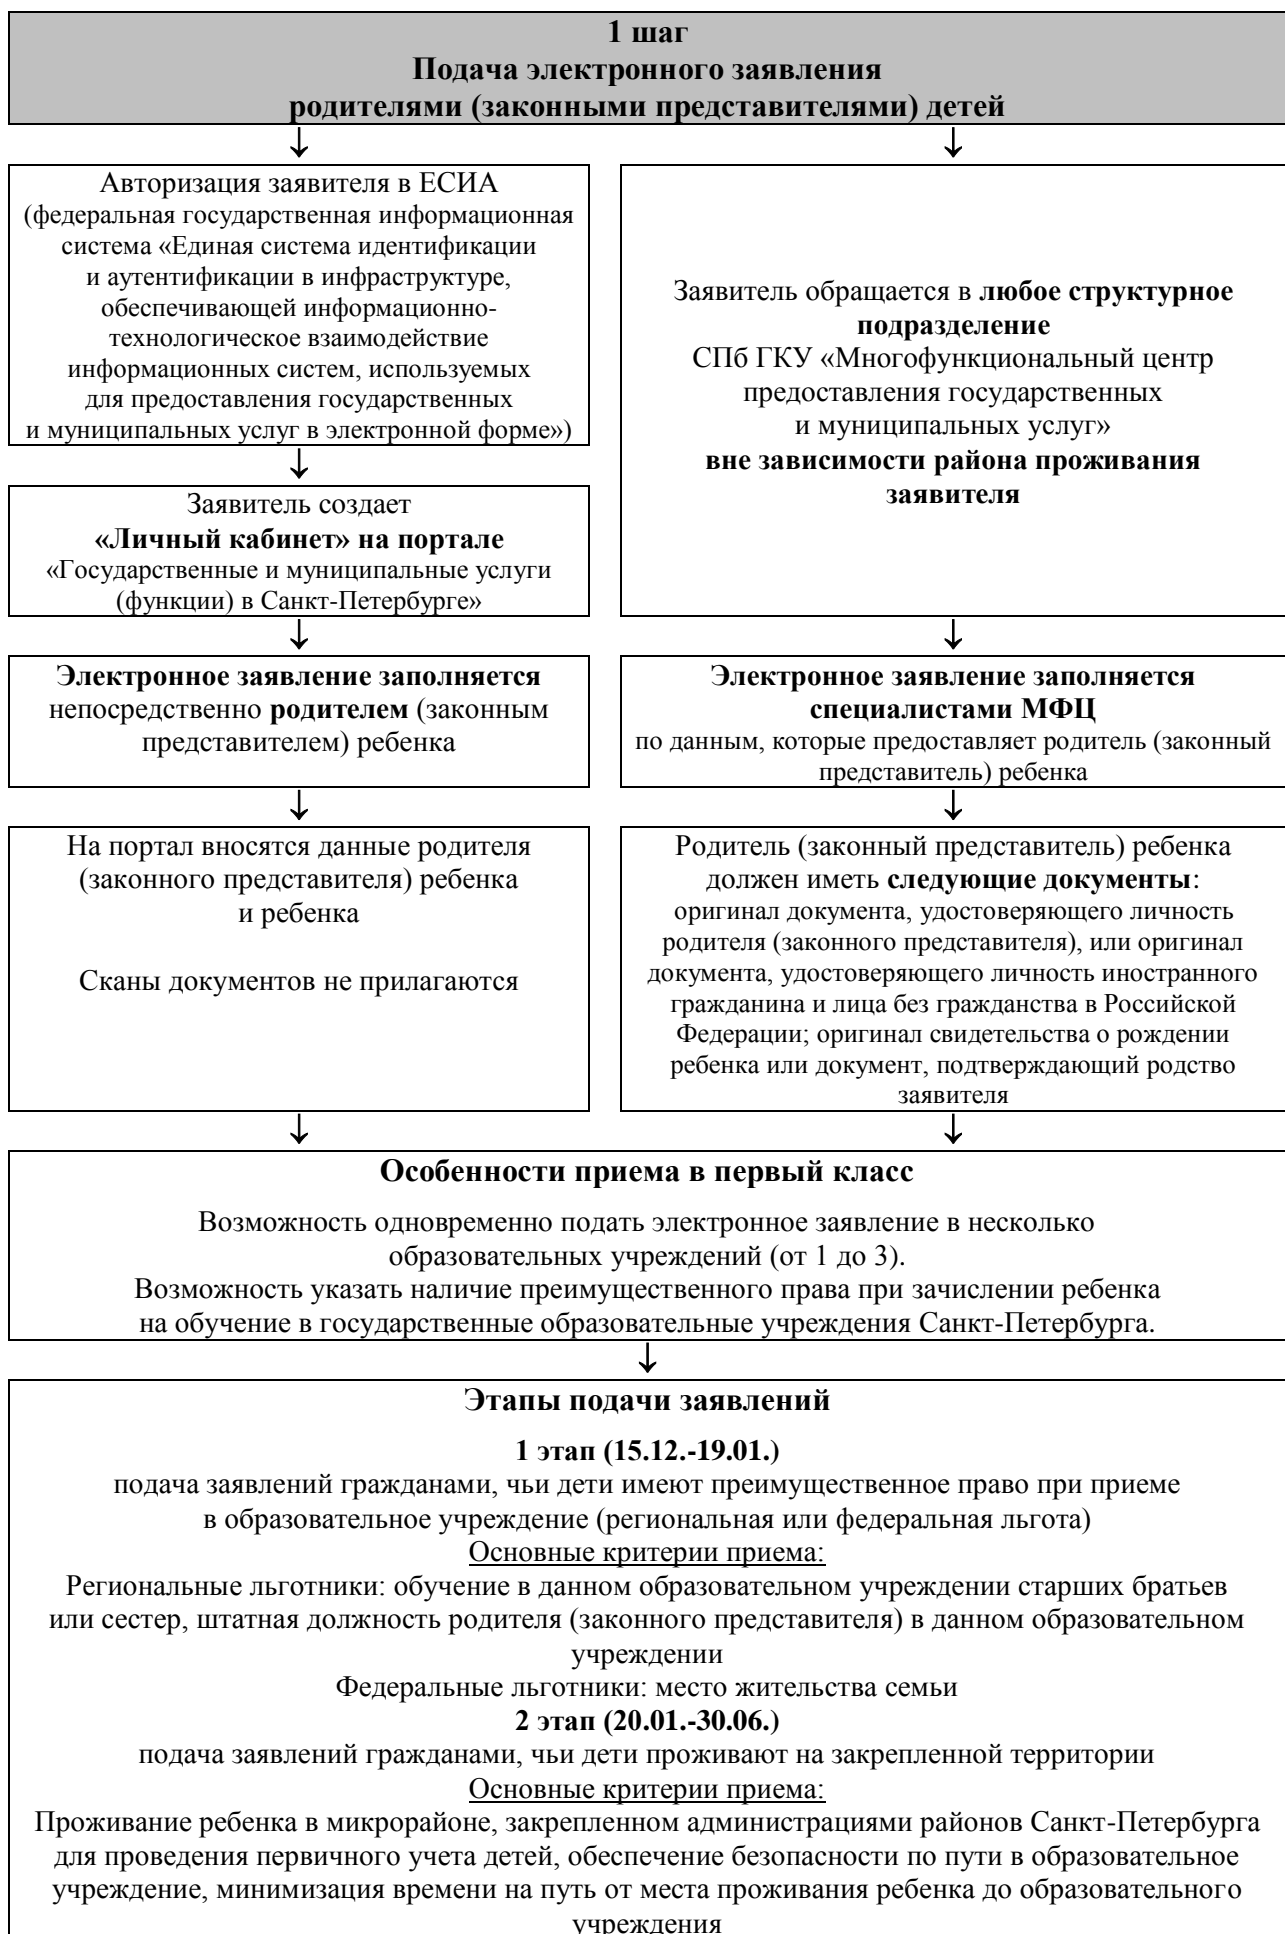 1 шаг
Подача электронного заявления
родителями (законными представителями) детей
Авторизация заявителя в ЕСИА
(федеральная государственная информационная
система «Единая система идентификации
и аутентификации в инфраструктуре,
обеспечивающей информационно-
технологическое взаимодействие
информационных систем, используемых
для предоставления государственных
и муниципальных услуг в электронной форме»)
Заявитель создает
«Личный кабинет» на портале
«Государственные и муниципальные услуги
(функции) в Санкт-Петербурге»
Электронное заявление заполняется
непосредственно родителем (законным
представителем) ребенка
На портал вносятся данные родителя
(законного представителя) ребенка
и ребенка
Сканы документов не прилагаются
Заявитель обращается в любое структурное
подразделение
СПб ГКУ «Многофункциональный центр
предоставления государственных
и муниципальных услуг»
вне зависимости района проживания
заявителя
Электронное заявление заполняется
специалистами МФЦ
по данным, которые предоставляет родитель (законный
представитель) ребенка
Родитель (законный представитель) ребенка
должен иметь следующие документы:
оригинал документа, удостоверяющего личность
родителя (законного представителя), или оригинал
документа, удостоверяющего личность иностранного
гражданина и лица без гражданства в Российской
Федерации; оригинал свидетельства о рождении
ребенка или документ, подтверждающий родство
заявителя
Особенности приема в первый класс
Возможность одновременно подать электронное заявление в несколько
образовательных учреждений (от 1 до 3).
Возможность указать наличие преимущественного права при зачислении ребенка
на обучение в государственные образовательные учреждения Санкт-Петербурга.
Этапы подачи заявлений
1 этап (15.12.-19.01.)
подача заявлений гражданами, чьи дети имеют преимущественное право при приеме
в образовательное учреждение (региональная или федеральная льгота)
Основные критерии приема:
Региональные льготники: обучение в данном образовательном учреждении старших братьев
или сестер, штатная должность родителя (законного представителя) в данном образовательном
учреждении
Федеральные льготники: место жительства семьи
2 этап (20.01.-30.06.)
подача заявлений гражданами, чьи дети проживают на закрепленной территории
Основные критерии приема:
Проживание ребенка в микрорайоне, закрепленном администрациями районов Санкт-Петербурга
для проведения первичного учета детей, обеспечение безопасности по пути в образовательное
учреждение, минимизация времени на путь от места проживания ребенка до образовательного
учреждения